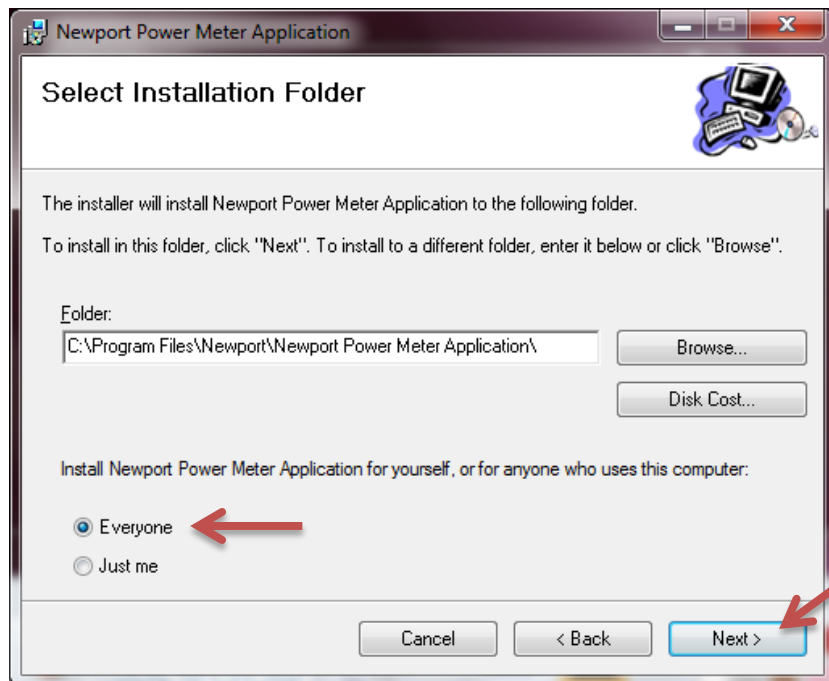 Newport Power Meter Application
Select Installation Folder
The installer will install Newport Power Meter Application to the following folder.
To install in this folder, click "Next". To install to a different folder, enter it below or click "Browse".
Folder:
C:\Program Files\Newport\Newport Power Meter Application\
Browse...
Disk Cost...
Install Newport Power Meter Application for yourself, or for anyone who uses this computer:
Everyone
Just me
Cancel
< Back
Next >